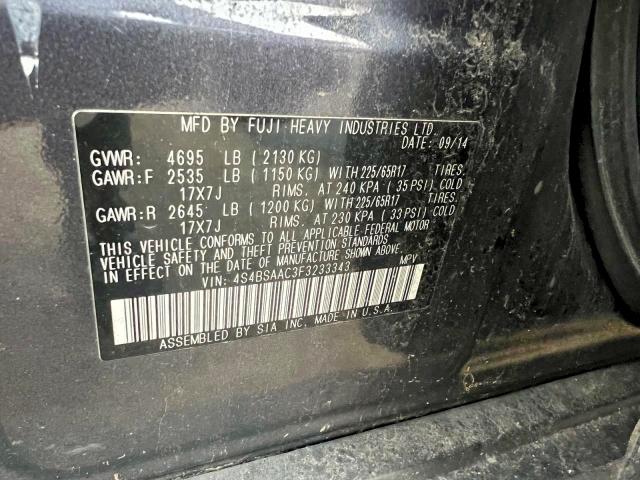 MFD BY FUJI HEAVY INDUSTRIES LTD.
DATE: 09/14
GVWR: 4695 LB (2130 KG)
GAWR:F 2535 LB (1150 KG) WITH 225/65R17 TIRES.
17X7J RIMS. AT 240 KPA (35 PSI) COLD
GAWR:R 2645 LB (1200 KG) WITH 225/65R17 TIRES.
17X7J RIMS. AT 230 KPA (33 PSI) COLD
THIS VEHICLE CONFORMS TO ALL APPLICABLE FEDERAL MOTOR
VEHICLE SAFETY AND THEFT PREVENTION STANDARDS
IN EFFECT ON THE DATE OF MANUFACTURE SHOWN ABOVE.
VIN: 4S4BSAAC3F3233343 MPV
ASSEMBLED BY SIA INC. MADE IN U.S.A.